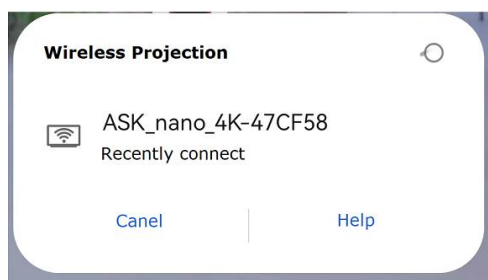 Wireless Projection
ASK_nano_4K-47CF58
Recently connect
Canel
Help